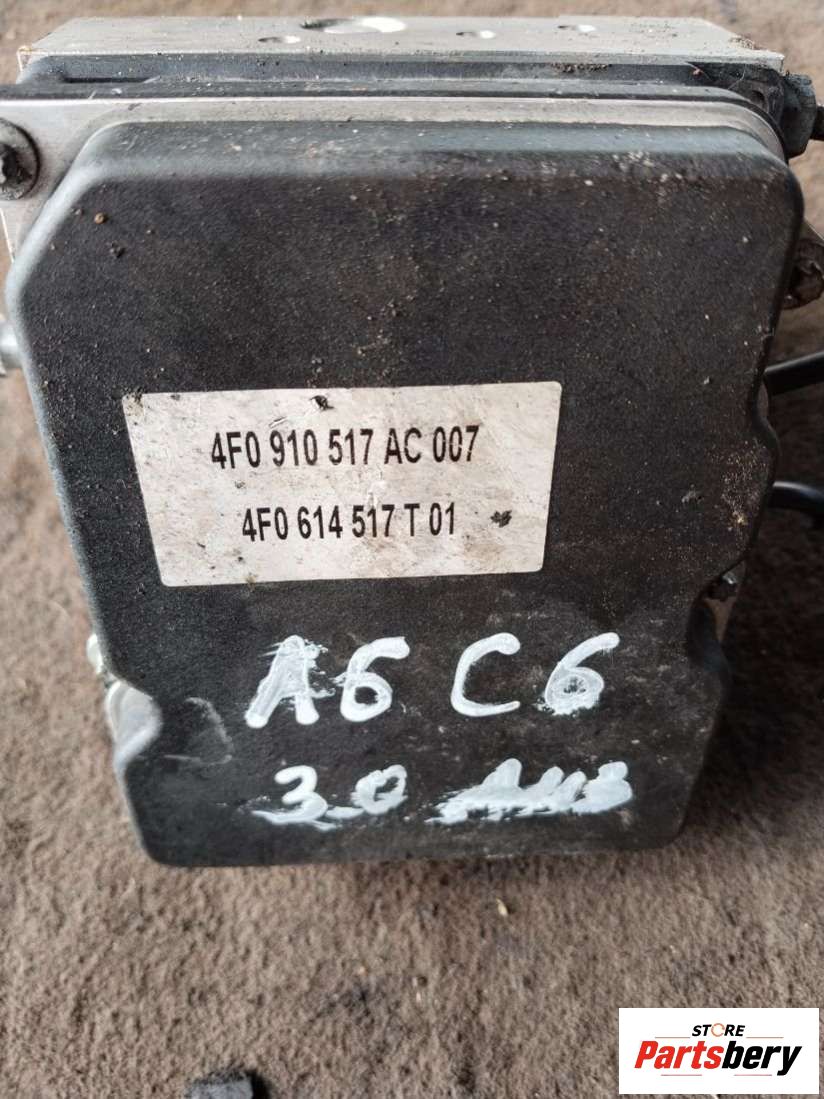 4F0 910 517 AC 007
4F0 614 517 T 01
A6 C6
3.0
STORE
Partsbery